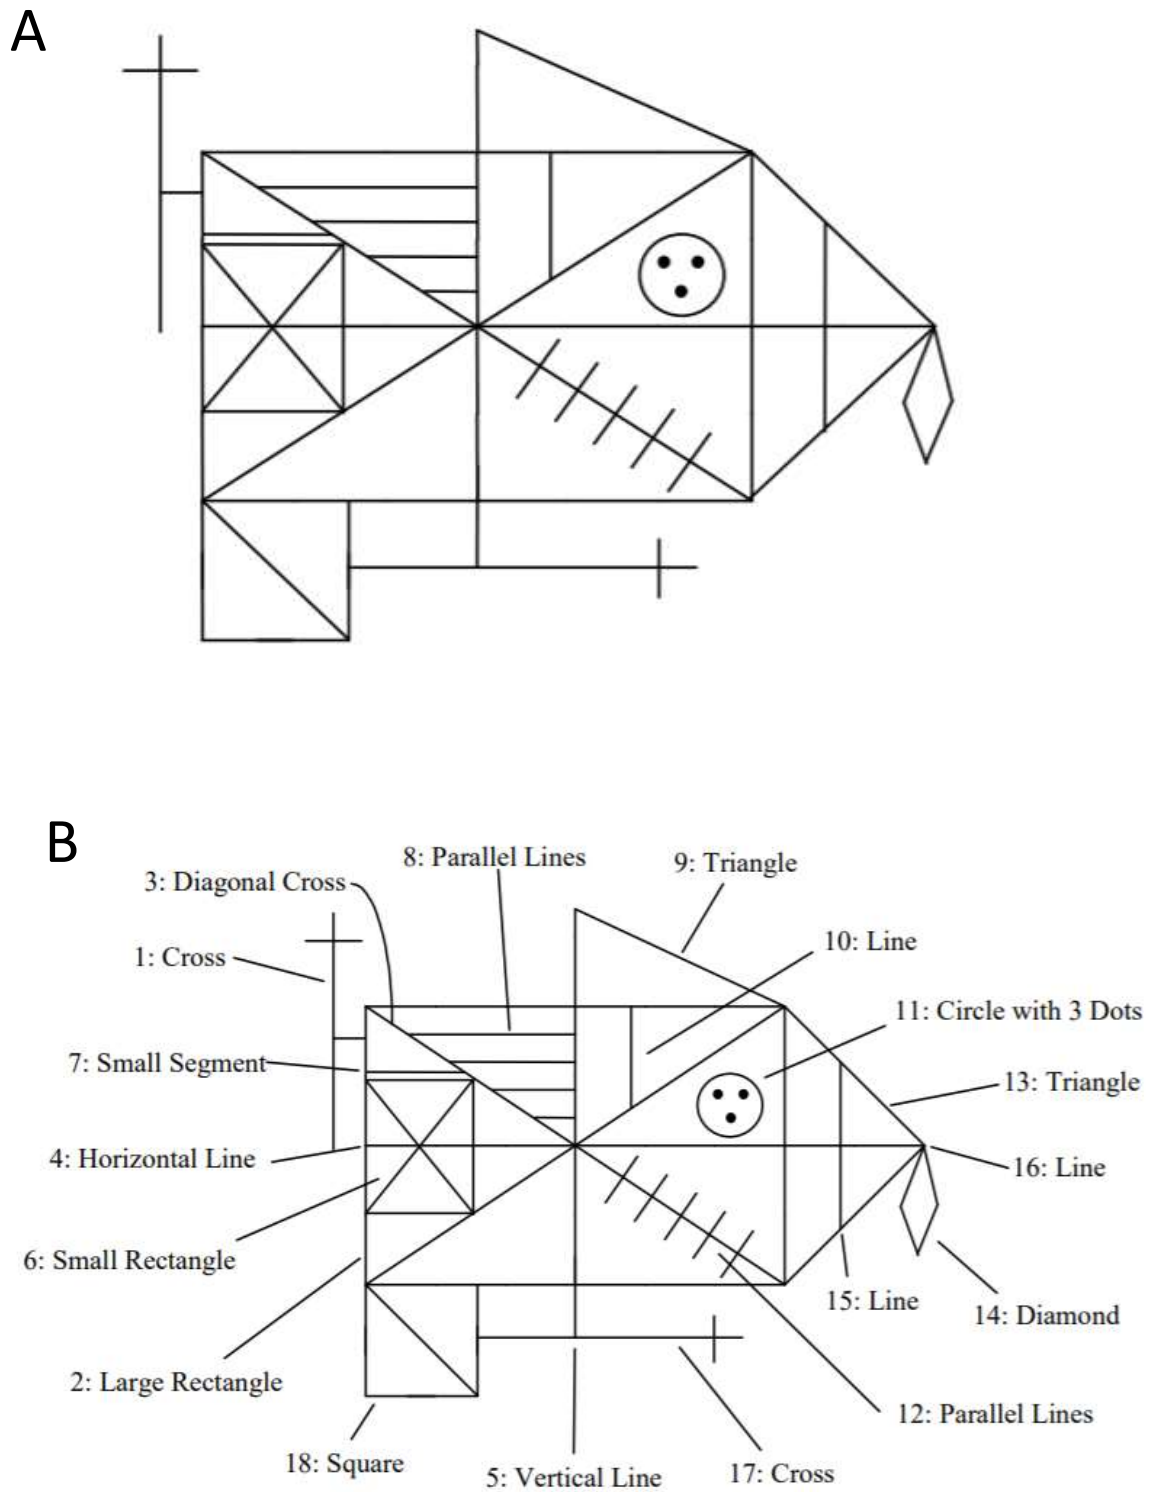 A
B
8: Parallel Lines
9: Triangle
3: Diagonal Cross
10: Line
1: Cross
11: Circle with 3 Dots
7: Small Segment
13: Triangle
4: Horizontal Line
16: Line
6: Small Rectangle
15: Line
14: Diamond
2: Large Rectangle
12: Parallel Lines
18: Square
5: Vertical Line
17: Cross